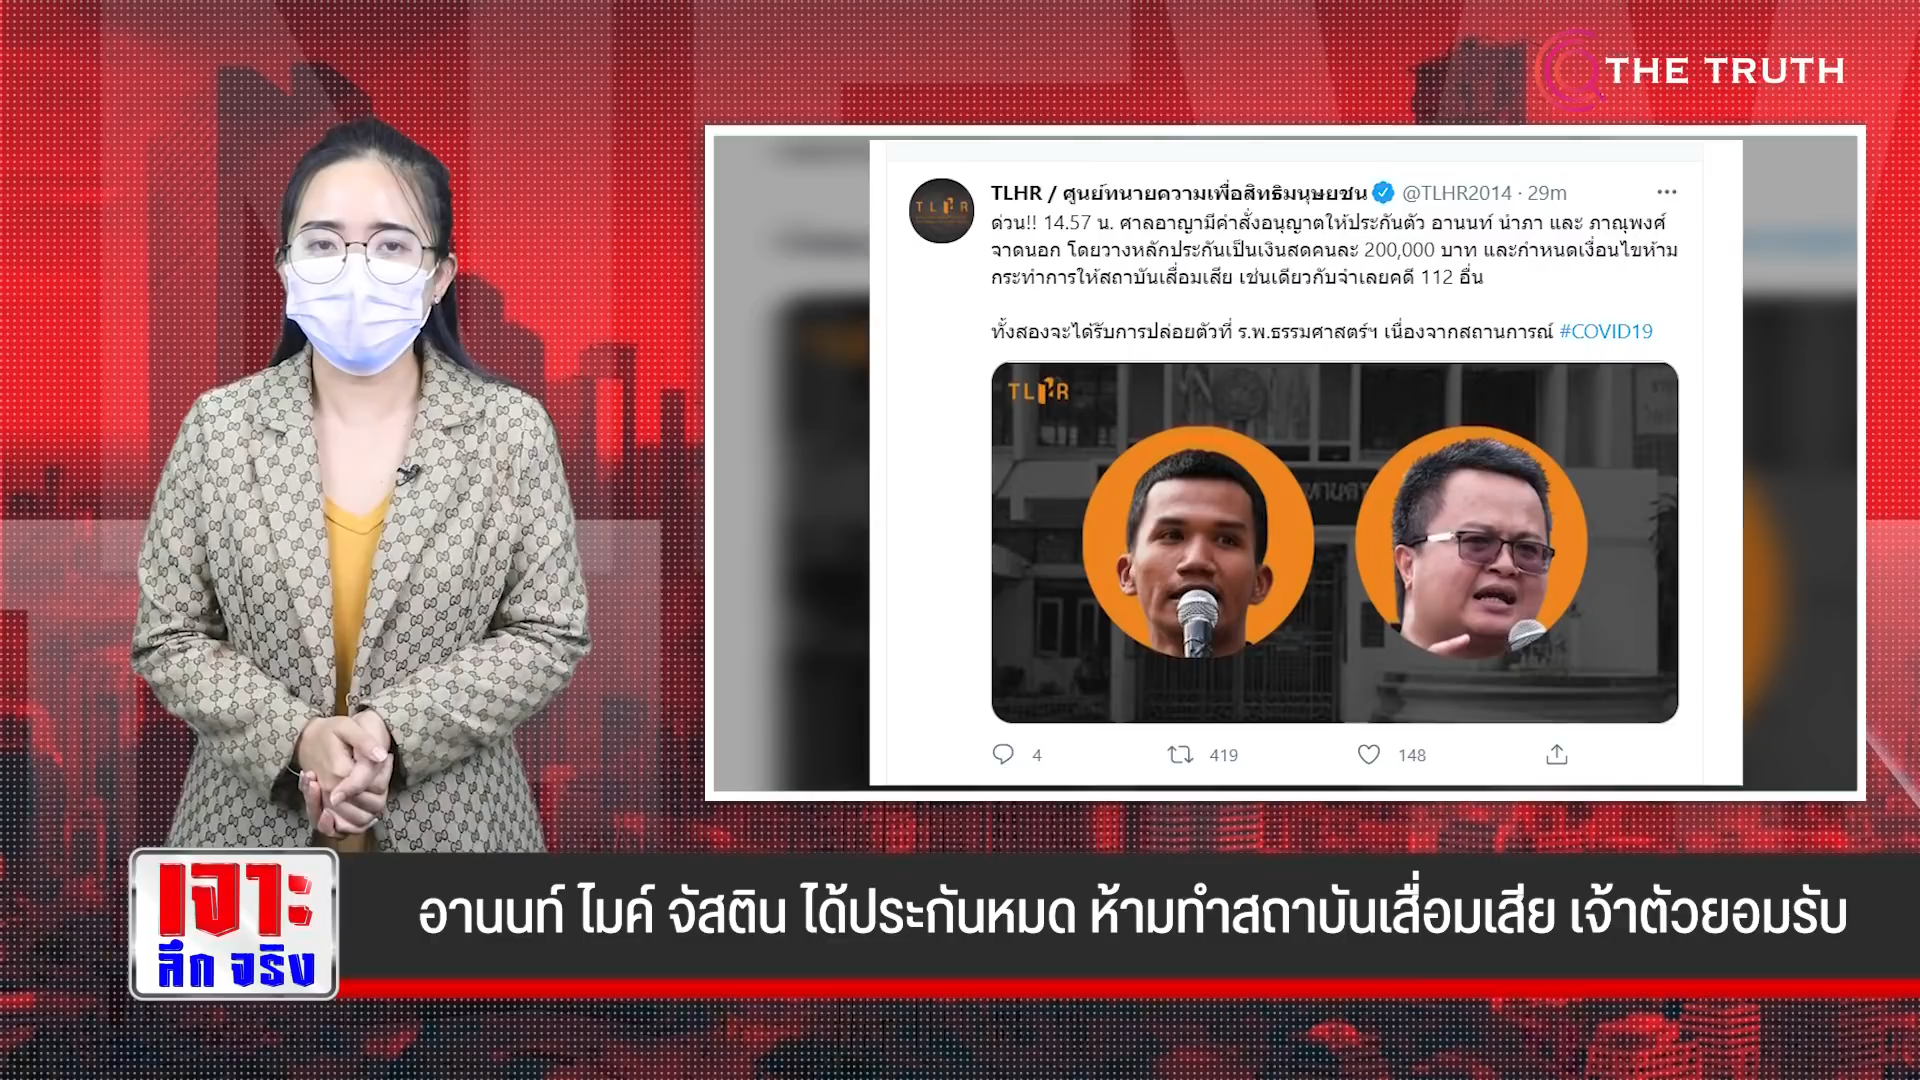 THE TRUTH
TLHR / ศูนย์ทนายความเพื่อสิทธิมนุษยชน @TLHR2014 · 29m
TLHR
ด่วน!! 14.57 น. ศาลอาญามีคำสั่งอนุญาตให้ประกันตัว อานนท์ นำภา และ ภาณุพงศ์
จาดนอก โดยวางหลักประกันเป็นเงินสดคนละ 200,000 บาท และกำหนดเงื่อนไขห้าม
กระทำการให้สถาบันเสื่อมเสีย เช่นเดียวกับจำเลยคดี 112 อื่น
ทั้งสองจะได้รับการปล่อยตัวที่ ร.พ.ธรรมศาสตร์ฯ เนื่องจากสถานการณ์ #COVID19
TLHR
4 419 148
เจาะ
ลึก จริง
อานนท์ ไมค์ จัสติน ได้ประกันหมด ห้ามทำสถาบันเสื่อมเสีย เจ้าตัวยอมรับ